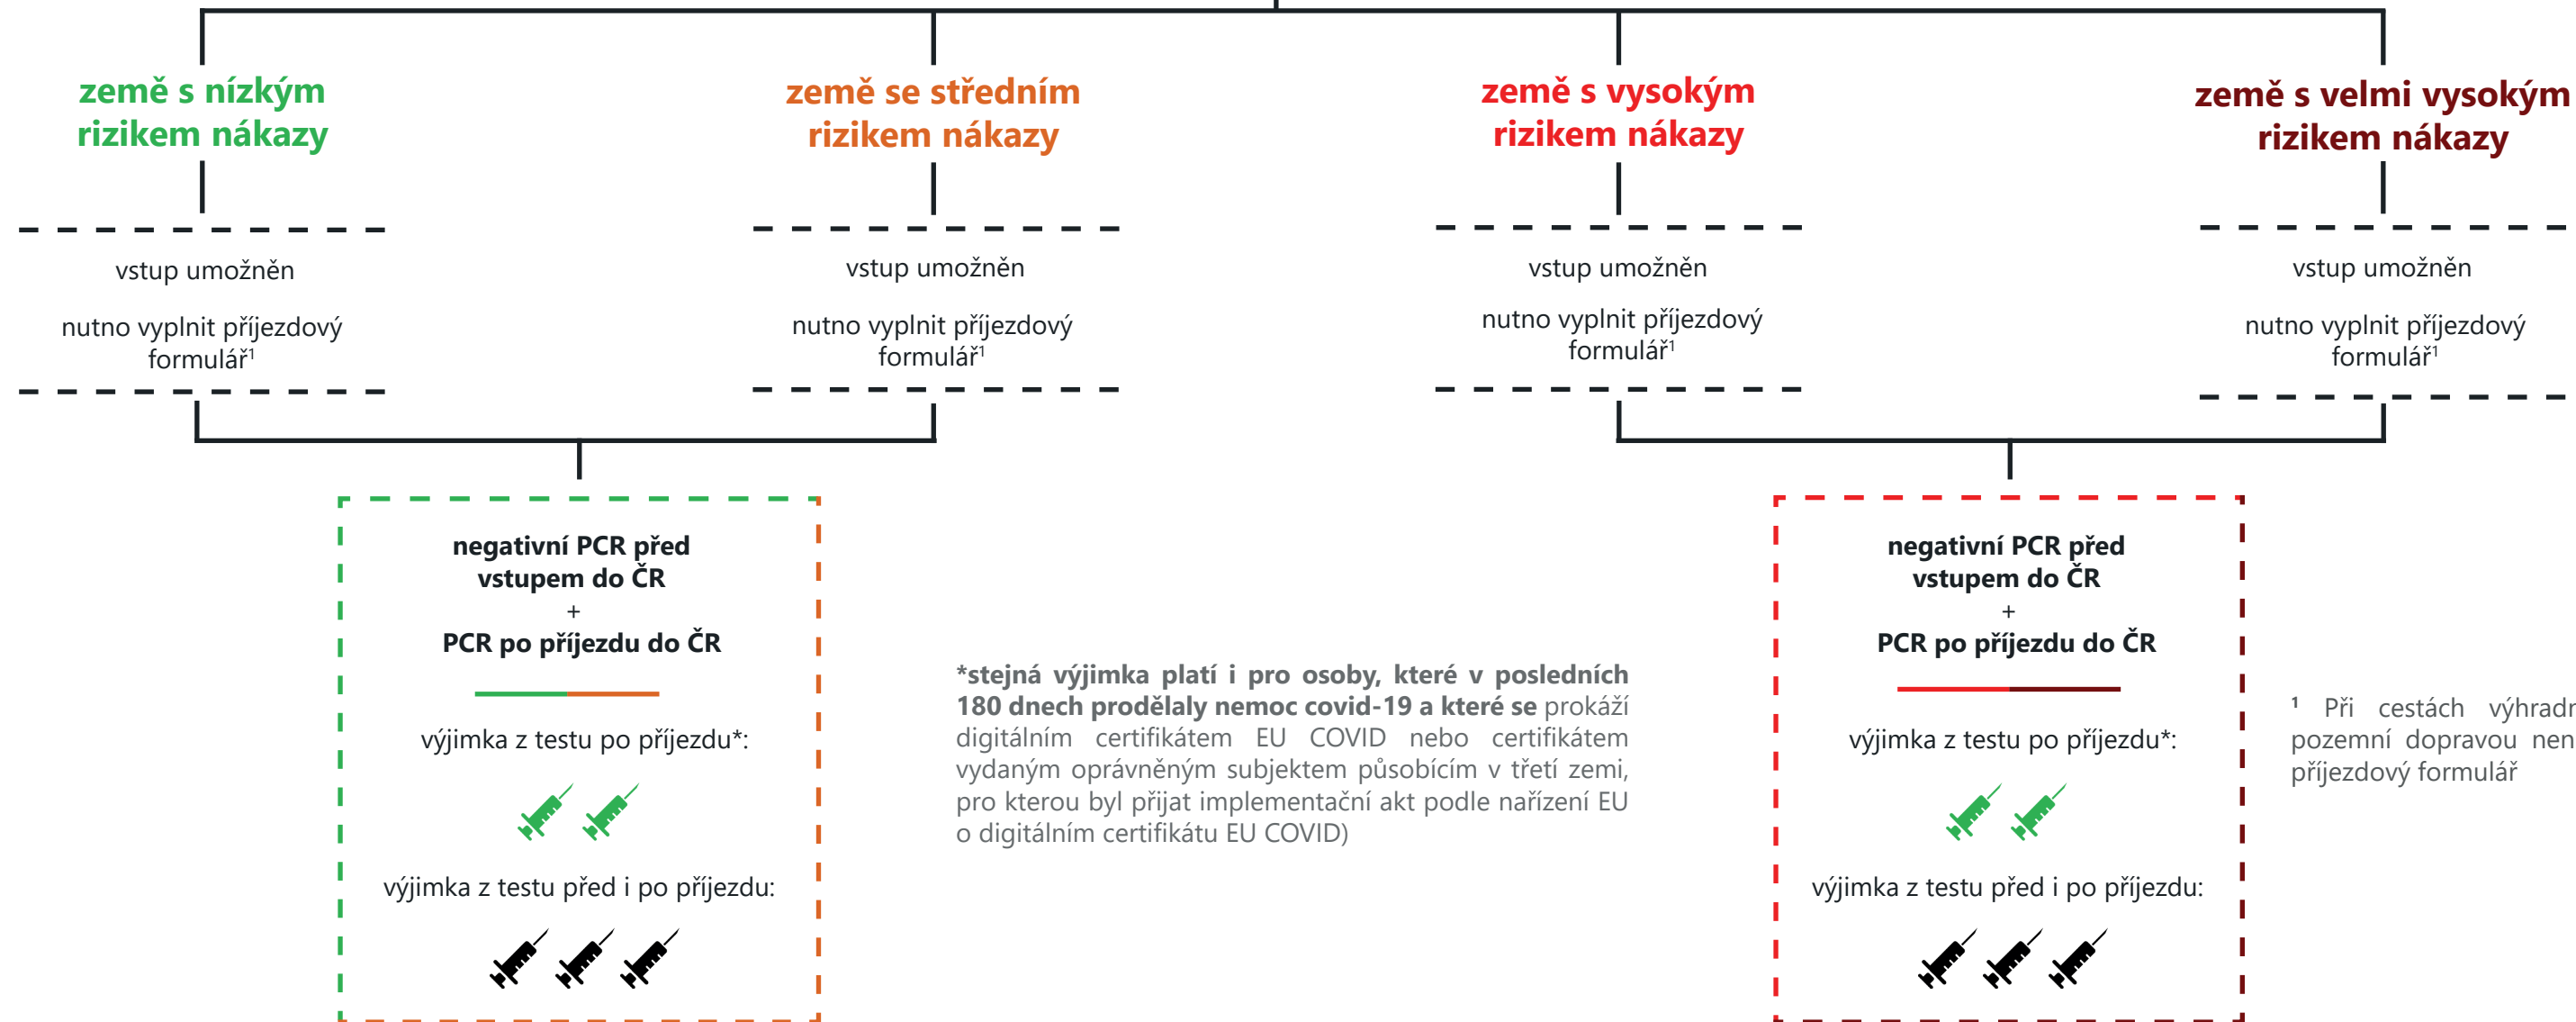 země s nízkým
rizikem nákazy
vstup umožněn
nutno vyplnit příjezdový
formulář¹
země se středním
rizikem nákazy
vstup umožněn
nutno vyplnit příjezdový
formulář¹
země s vysokým
rizikem nákazy
vstup umožněn
nutno vyplnit příjezdový
formulář¹
země s velmi vysokým
rizikem nákazy
vstup umožněn
nutno vyplnit příjezdový
formulář¹
negativní PCR před
vstupem do ČR
+
PCR po příjezdu do ČR
výjimka z testu po příjezdu*:
výjimka z testu před i po příjezdu:
*stejná výjimka platí i pro osoby, které v posledních
180 dnech prodělaly nemoc covid-19 a které se prokáží
digitálním certifikátem EU COVID nebo certifikátem
vydaným oprávněným subjektem působícím v třetí zemi,
pro kterou byl přijat implementační akt podle nařízení EU
o digitálním certifikátu EU COVID)
negativní PCR před
vstupem do ČR
+
PCR po příjezdu do ČR
výjimka z testu po příjezdu*:
výjimka z testu před i po příjezdu:
¹ Při cestách
pozemní dopravou
příjezdový formulář